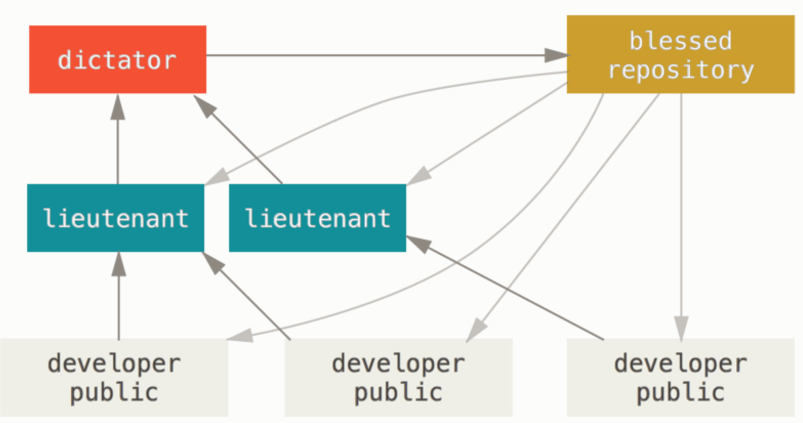 dictator
blessed
repository
lieutenant
lieutenant
developer
public
developer
public
developer
public